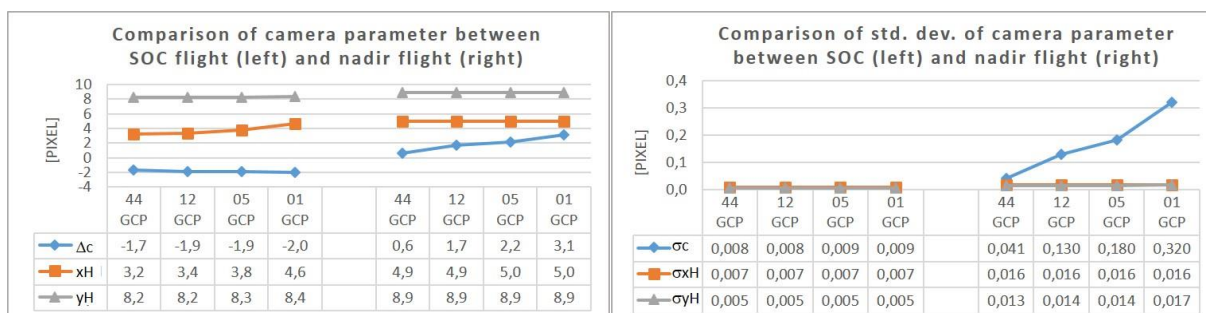 Comparison of camera parameter between
SOC flight (left) and nadir flight (right)
[PIXEL]
10
8
6
4
2
0
-2
-4
44 GCP 12 GCP 05 GCP 01 GCP 44 GCP 12 GCP 05 GCP 01 GCP
Δc -1,7 -1,9 -1,9 -2,0 0,6 1,7 2,2 3,1
xH 3,2 3,4 3,8 4,6 4,9 4,9 5,0 5,0
yH 8,2 8,2 8,3 8,4 8,9 8,9 8,9 8,9
Comparison of std. dev. of camera parameter
between SOC (left) and nadir flight (right)
[PIXEL]
0,4
0,3
0,2
0,1
0,0
44 GCP 12 GCP 05 GCP 01 GCP 44 GCP 12 GCP 05 GCP 01 GCP
σc 0,008 0,008 0,009 0,009 0,041 0,130 0,180 0,320
σxH 0,007 0,007 0,007 0,007 0,016 0,016 0,016 0,016
σyH 0,005 0,005 0,005 0,005 0,013 0,014 0,014 0,017